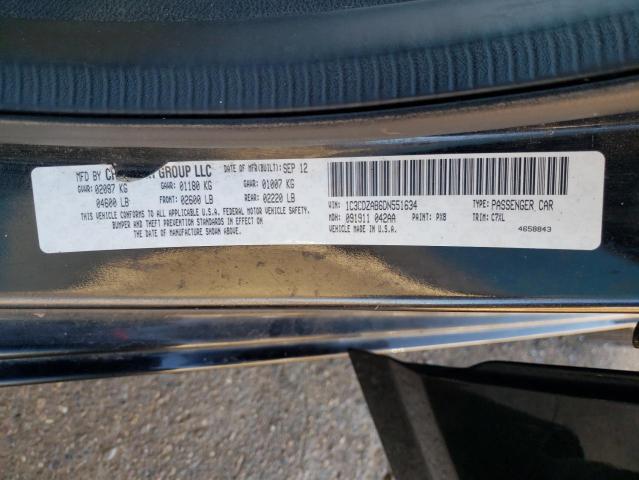 MFD BY CH GROUP LLC DATE OF MFR(BUILT): SEP 12
GVWR: 02087 KG GAWR: 01180 KG GAWR: 01007 KG
04600 LB FRONT: 02600 LB REAR: 02220 LB
THIS VEHICLE CONFORMS TO ALL APPLICABLE U.S.A. FEDERAL MOTOR VEHICLE SAFETY,
BUMPER AND THEFT PREVENTION STANDARDS IN EFFECT ON
THE DATE OF MANUFACTURE SHOWN ABOVE.
VIN: 1C3CDZAB6DN551634 TYPE: PASSENGER CAR
MDH: 091911 042AA PAINT: PX8 TRIM: C7XL
VEHICLE MADE IN U.S.A. 4658843